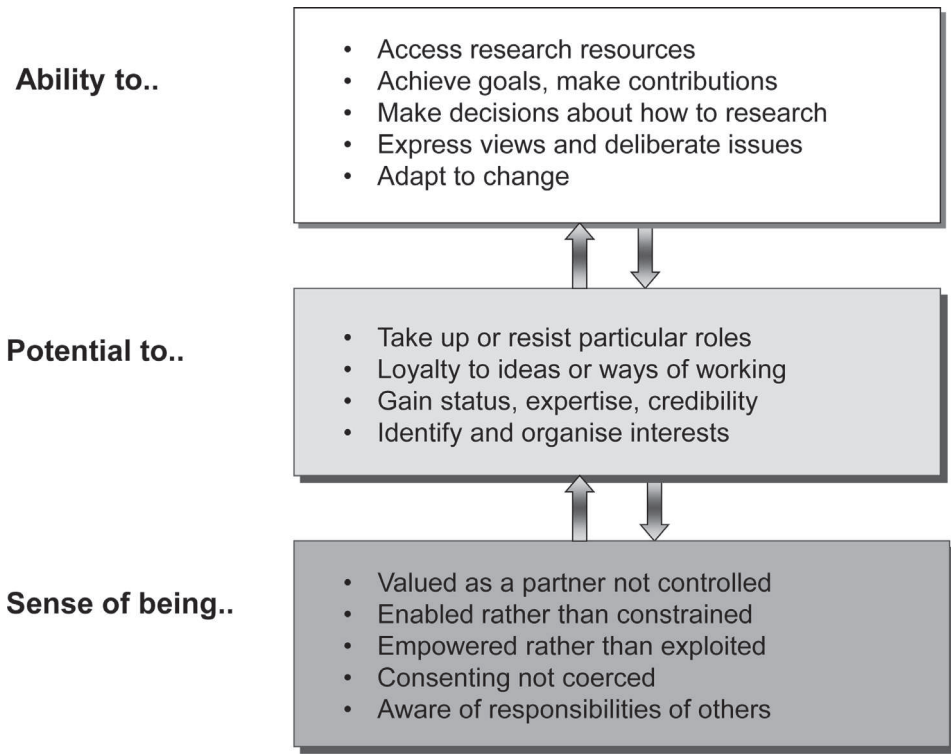 Ability to..
• Access research resources
• Achieve goals, make contributions
• Make decisions about how to research
• Express views and deliberate issues
• Adapt to change
Potential to..
• Take up or resist particular roles
• Loyalty to ideas or ways of working
• Gain status, expertise, credibility
• Identify and organise interests
Sense of being..
• Valued as a partner not controlled
• Enabled rather than constrained
• Empowered rather than exploited
• Consenting not coerced
• Aware of responsibilities of others